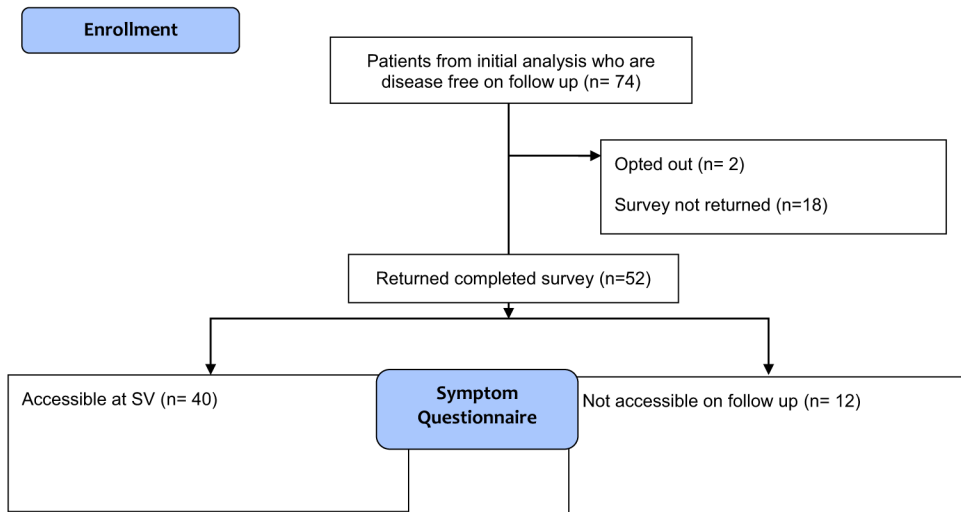 Enrollment
Patients from initial analysis who are
disease free on follow up (n= 74)
Opted out (n= 2)
Survey not returned (n=18)
Returned completed survey (n=52)
Accessible at SV (n= 40)
Symptom
Questionnaire
Not accessible on follow up (n= 12)